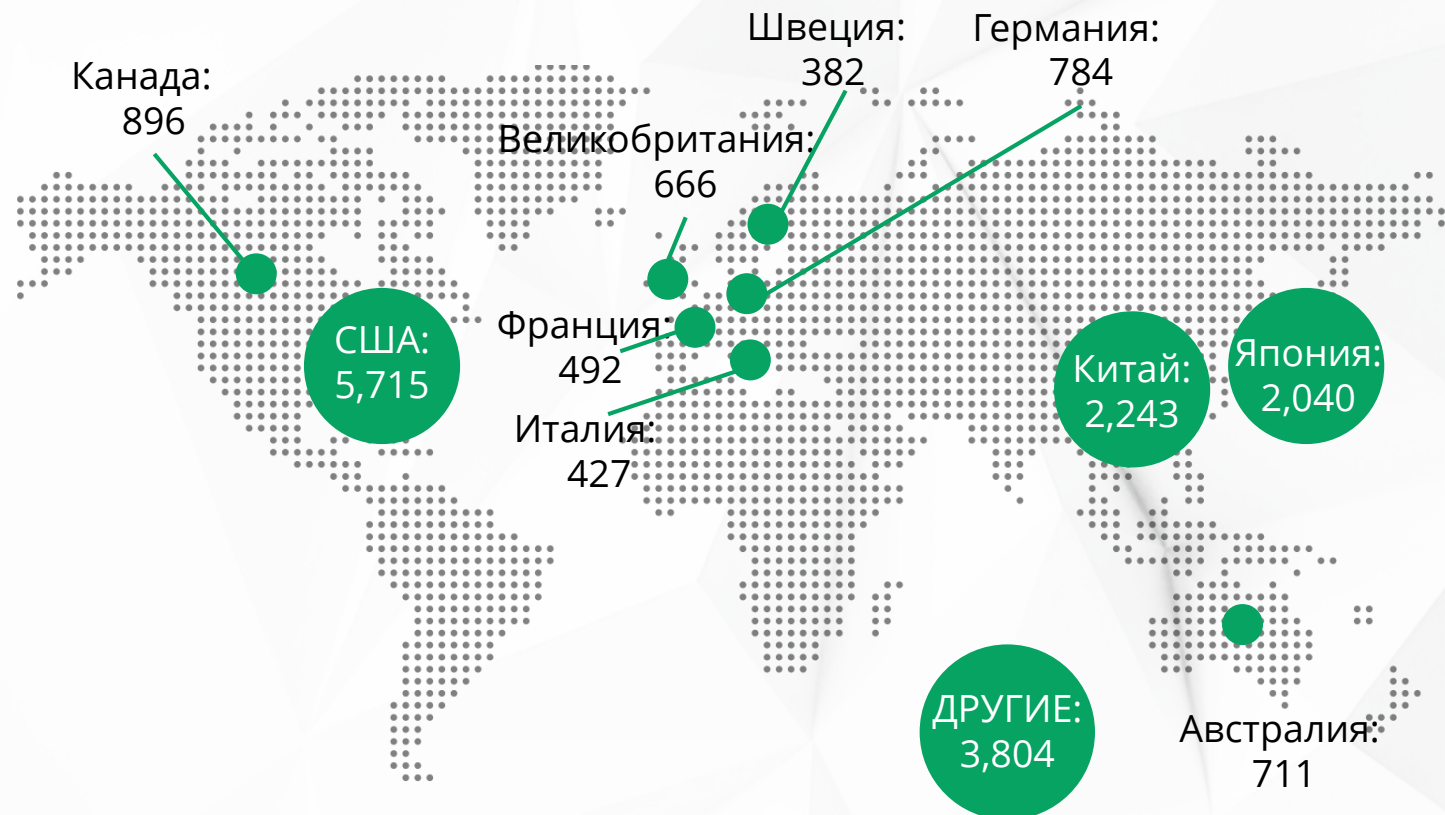 Швеция:
382
Германия:
784
Канада:
896
Великобритания:
666
США:
5,715
Франция:
492
Италия:
427
Китай:
2,243
Япония:
2,040
ДРУГИЕ:
3,804
Австралия:
711